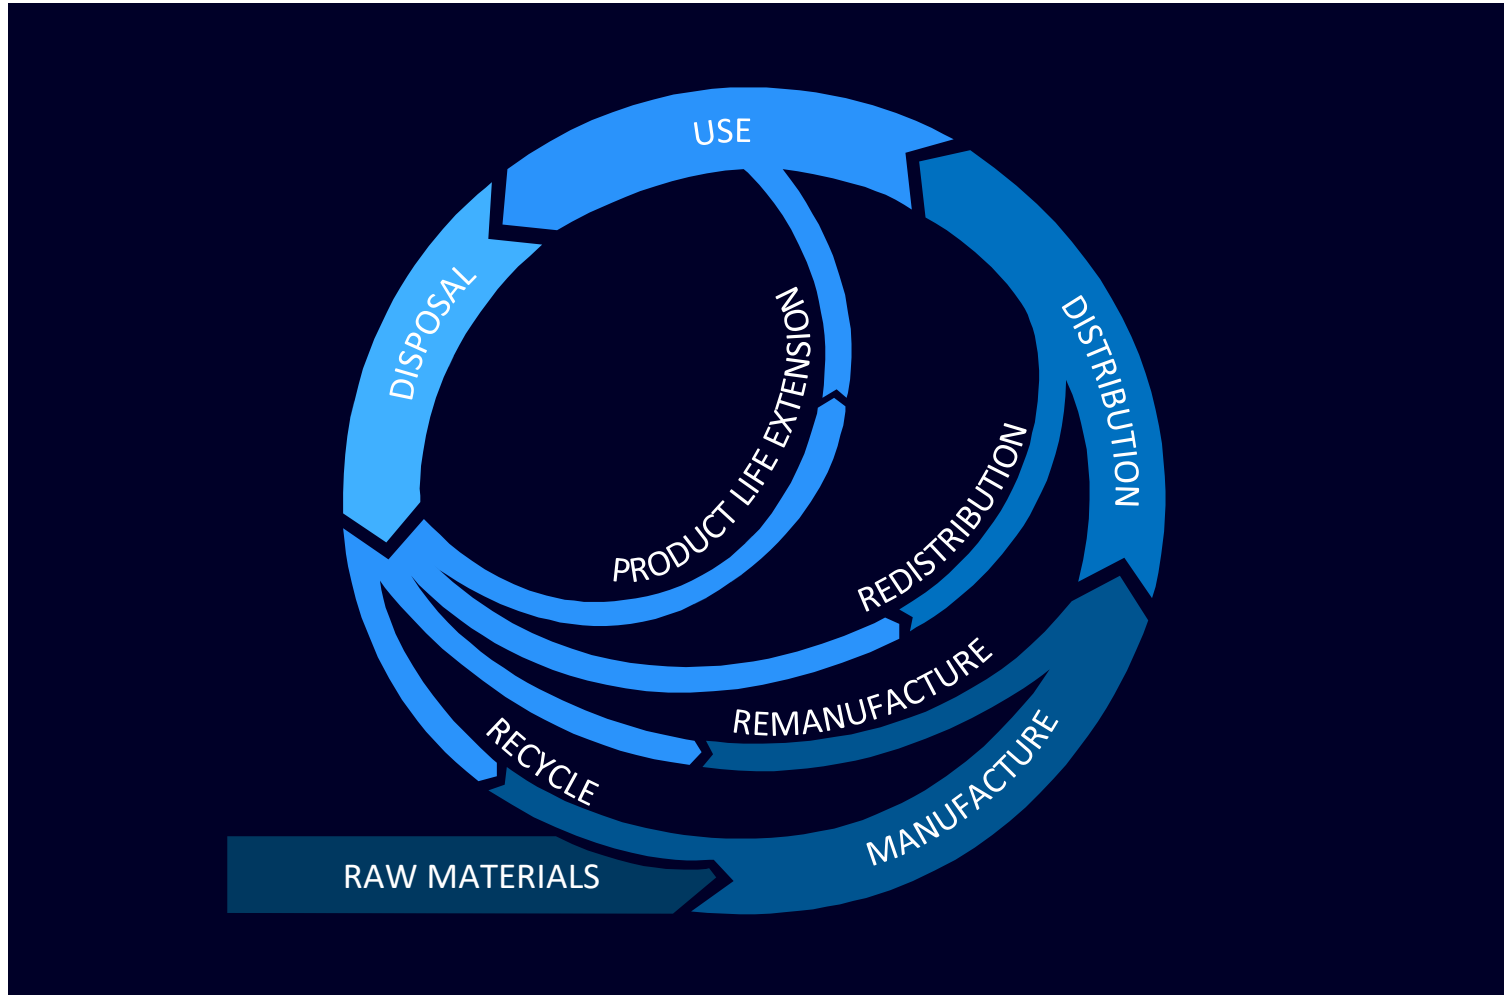 USE
DISPOSAL
DISTRIBUTION
PRODUCT LIFE EXTENSION
REDISTRIBUTION
REMANUFACTURE
RECYCLE
MANUFACTURE
RAW MATERIALS